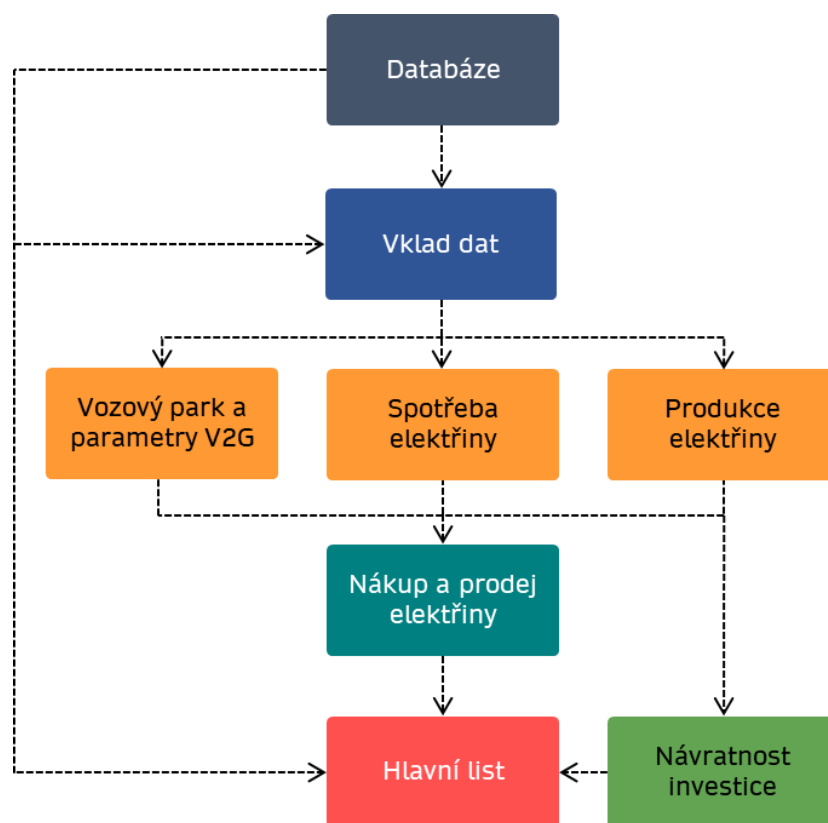 Databáze
Vklad dat
Vozový park a
parametry V2G
Spotřeba
elektřiny
Produkce
elektřiny
Nákup a prodej
elektřiny
Hlavní list
Návratnost
investice